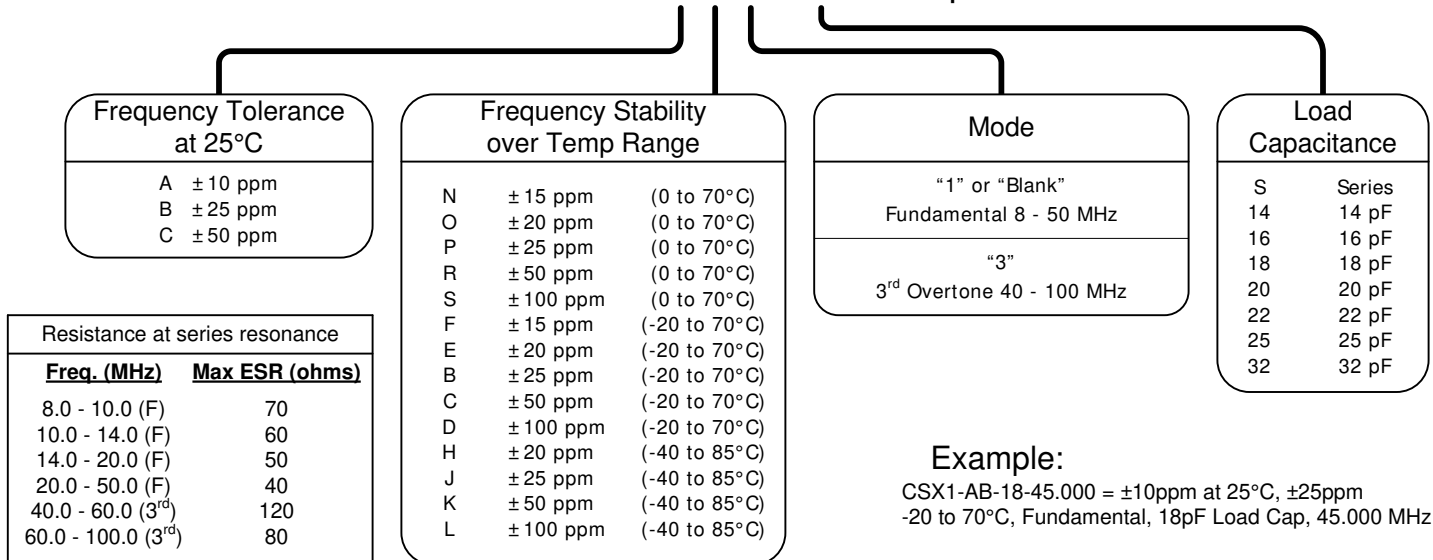 Frequency Tolerance
at 25°C
A ±10 ppm
B ±25 ppm
C ±50 ppm
Frequency Stability
over Temp Range
N ±15 ppm (0 to 70°C)
O ±20 ppm (0 to 70°C)
P ±25 ppm (0 to 70°C)
R ±50 ppm (0 to 70°C)
S ±100 ppm (0 to 70°C)
F ±15 ppm (-20 to 70°C)
E ±20 ppm (-20 to 70°C)
B ±25 ppm (-20 to 70°C)
C ±50 ppm (-20 to 70°C)
D ±100 ppm (-20 to 70°C)
H ±20 ppm (-40 to 85°C)
J ±25 ppm (-40 to 85°C)
K ±50 ppm (-40 to 85°C)
L ±100 ppm (-40 to 85°C)
Mode
“1” or “Blank”
Fundamental 8 - 50 MHz
“3”
3rd Overtone 40 - 100 MHz
Load
Capacitance
S Series
14 14 pF
16 16 pF
18 18 pF
20 20 pF
22 22 pF
25 25 pF
32 32 pF
Resistance at series resonance
Freq. (MHz) Max ESR (ohms)
8.0 - 10.0 (F) 70
10.0 - 14.0 (F) 60
14.0 - 20.0 (F) 50
20.0 - 50.0 (F) 40
40.0 - 60.0 (3rd) 120
60.0 - 100.0 (3rd) 80
Example:
CSX1-AB-18-45.000 = ±10ppm at 25°C, ±25ppm
-20 to 70°C, Fundamental, 18pF Load Cap, 45.000 MHz